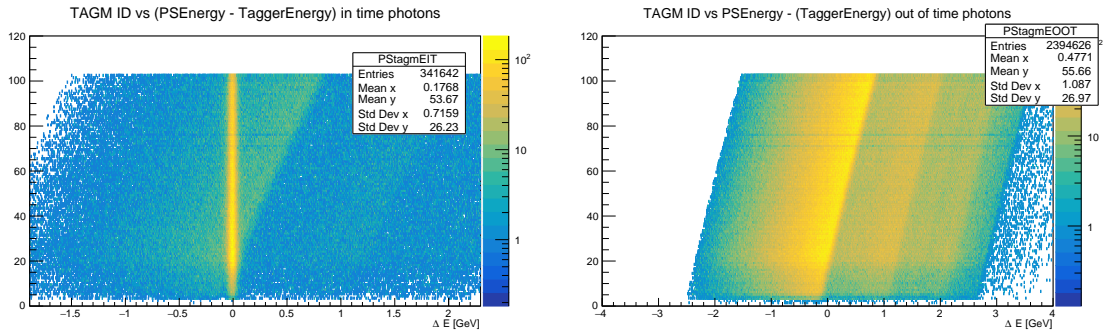 TAGM ID vs (PSEnergy - TaggerEnergy) in time photons
120
100
80
60
40
20
0
−1.5
−1
−0.5
0
0.5
1
1.5
2
Δ E [GeV]
PStagmEIT
Entries 341642
Mean x 0.1768
Mean y 53.67
Std Dev x 0.7159
Std Dev y 26.23
10²
10
1
TAGM ID vs PSEnergy - (TaggerEnergy) out of time photons
120
100
80
60
40
20
0
−4
−3
−2
−1
0
1
2
3
4
Δ E [GeV]
PStagmEOOT
Entries 2394626
Mean x 0.4771
Mean y 55.66
Std Dev x 1.087
Std Dev y 26.97
2
10
1